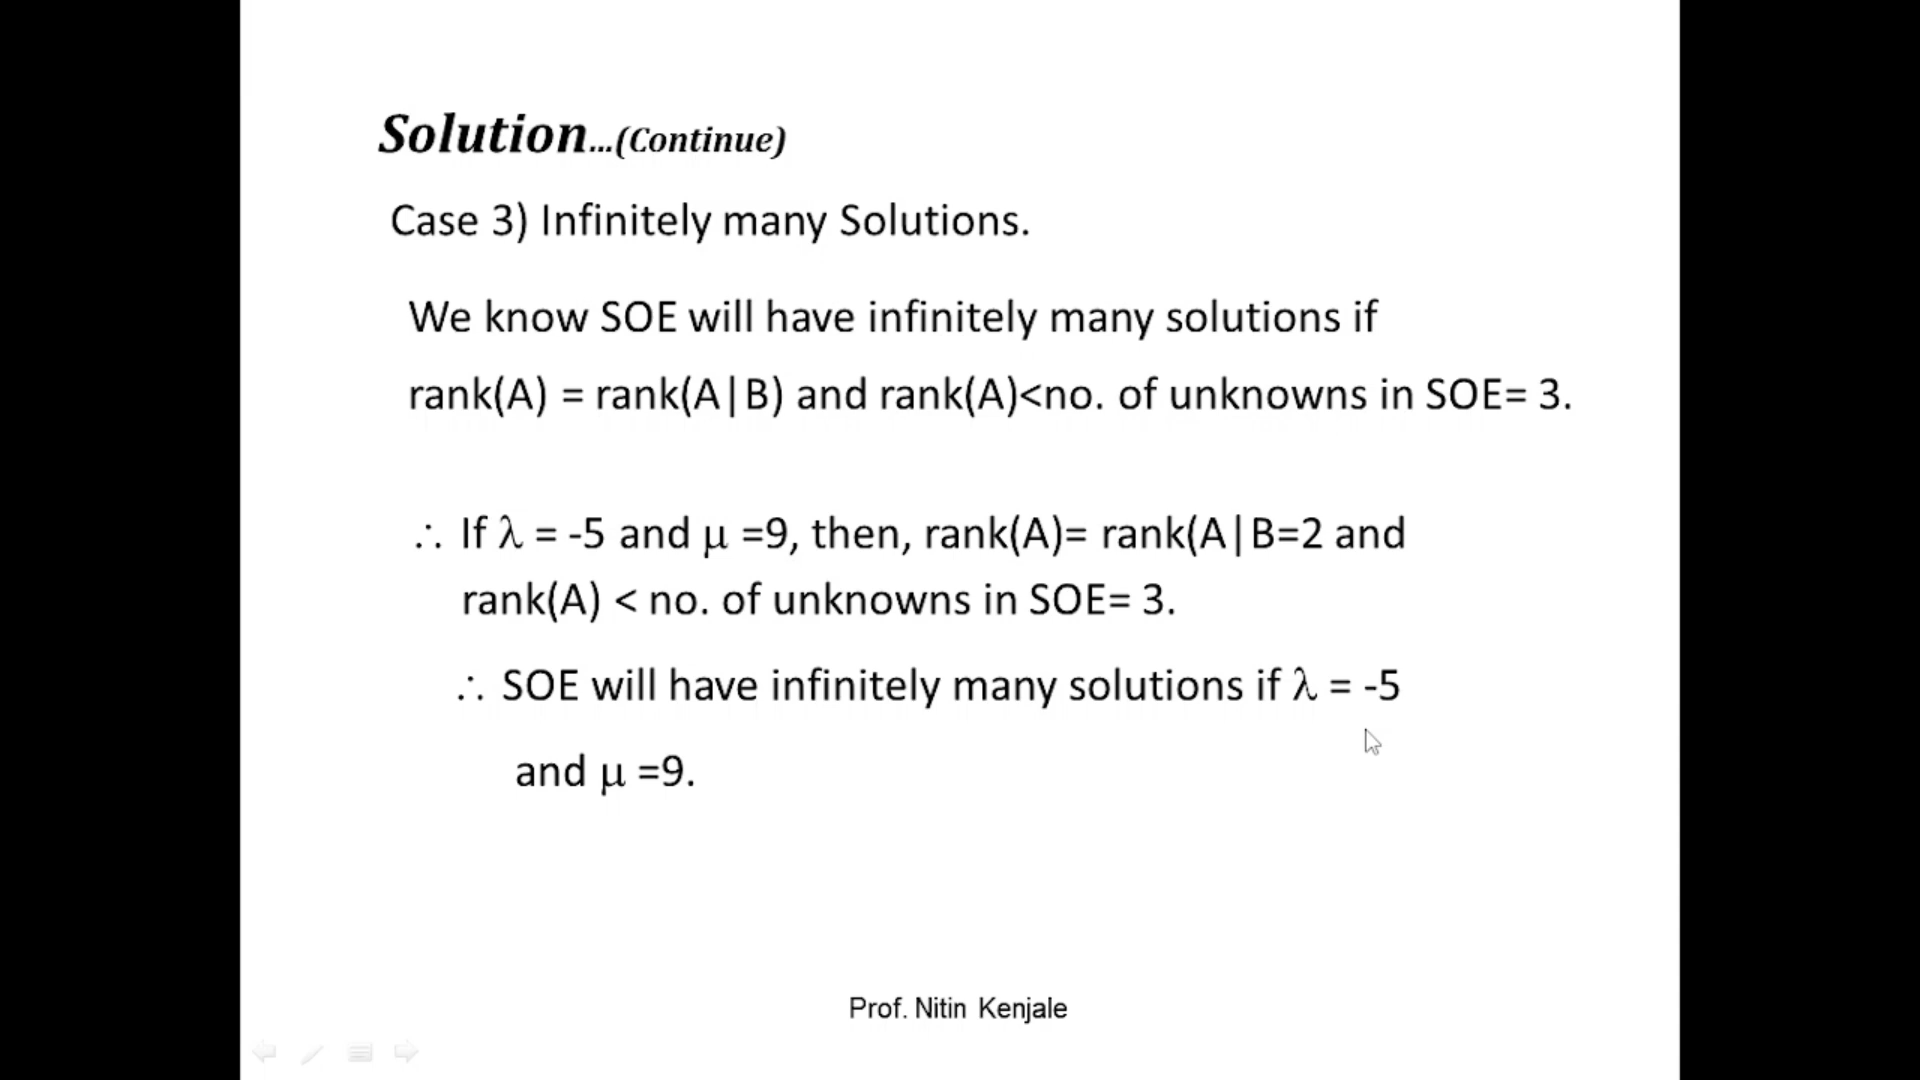 Solution...(Continue)
Case 3) Infinitely many Solutions.
We know SOE will have infinitely many solutions if
rank(A) = rank(A|B) and rank(A)<no. of unknowns in SOE= 3.
∴ If λ = -5 and μ =9, then, rank(A)= rank(A|B=2 and
rank(A) < no. of unknowns in SOE= 3.
∴ SOE will have infinitely many solutions if λ = -5
and μ =9.
Prof. Nitin Kenjale